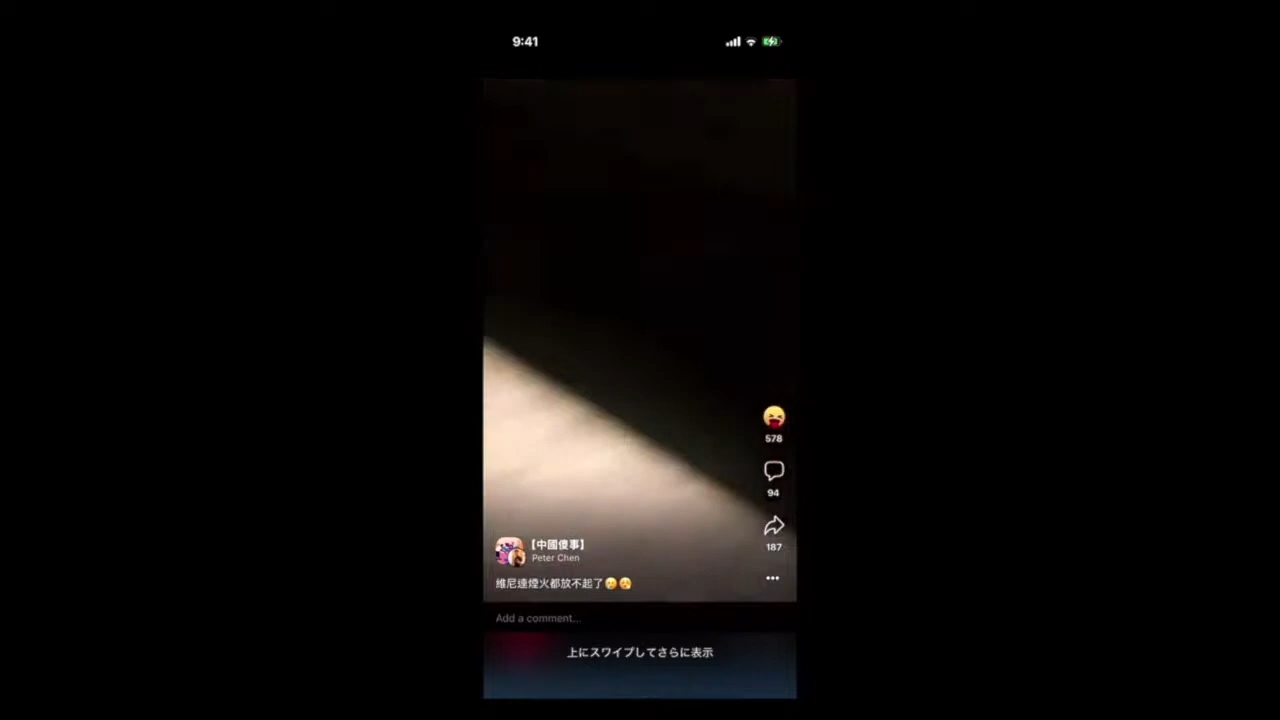 9:41
578
94
187
【中國傻事】
Peter Chen
維尼連煙火都放不起了🥲🥱
Add a comment...
上にスワイプしてさらに表示